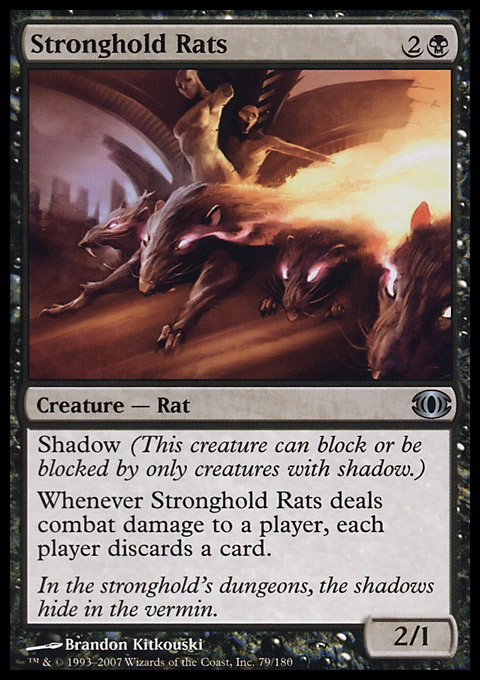 Stronghold Rats 2
Creature — Rat
Shadow (This creature can block or be
blocked by only creatures with shadow.)
Whenever Stronghold Rats deals
combat damage to a player, each
player discards a card.
In the stronghold's dungeons, the shadows
hide in the vermin.
2/1
Brandon Kitkouski
™ & © 1993–2007 Wizards of the Coast, Inc. 79/180